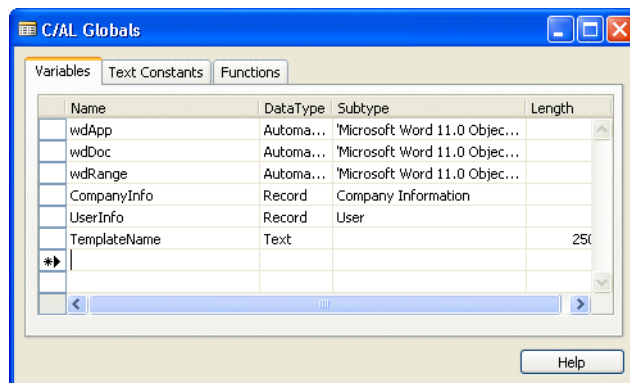 C/AL Globals
Variables Text Constants Functions
Name DataType Subtype Length
wdApp Automa... 'Microsoft Word 11.0 Objec...
wdDoc Automa... 'Microsoft Word 11.0 Objec...
wdRange Automa... 'Microsoft Word 11.0 Objec...
CompanyInfo Record Company Information
UserInfo Record User
TemplateName Text 250
Help